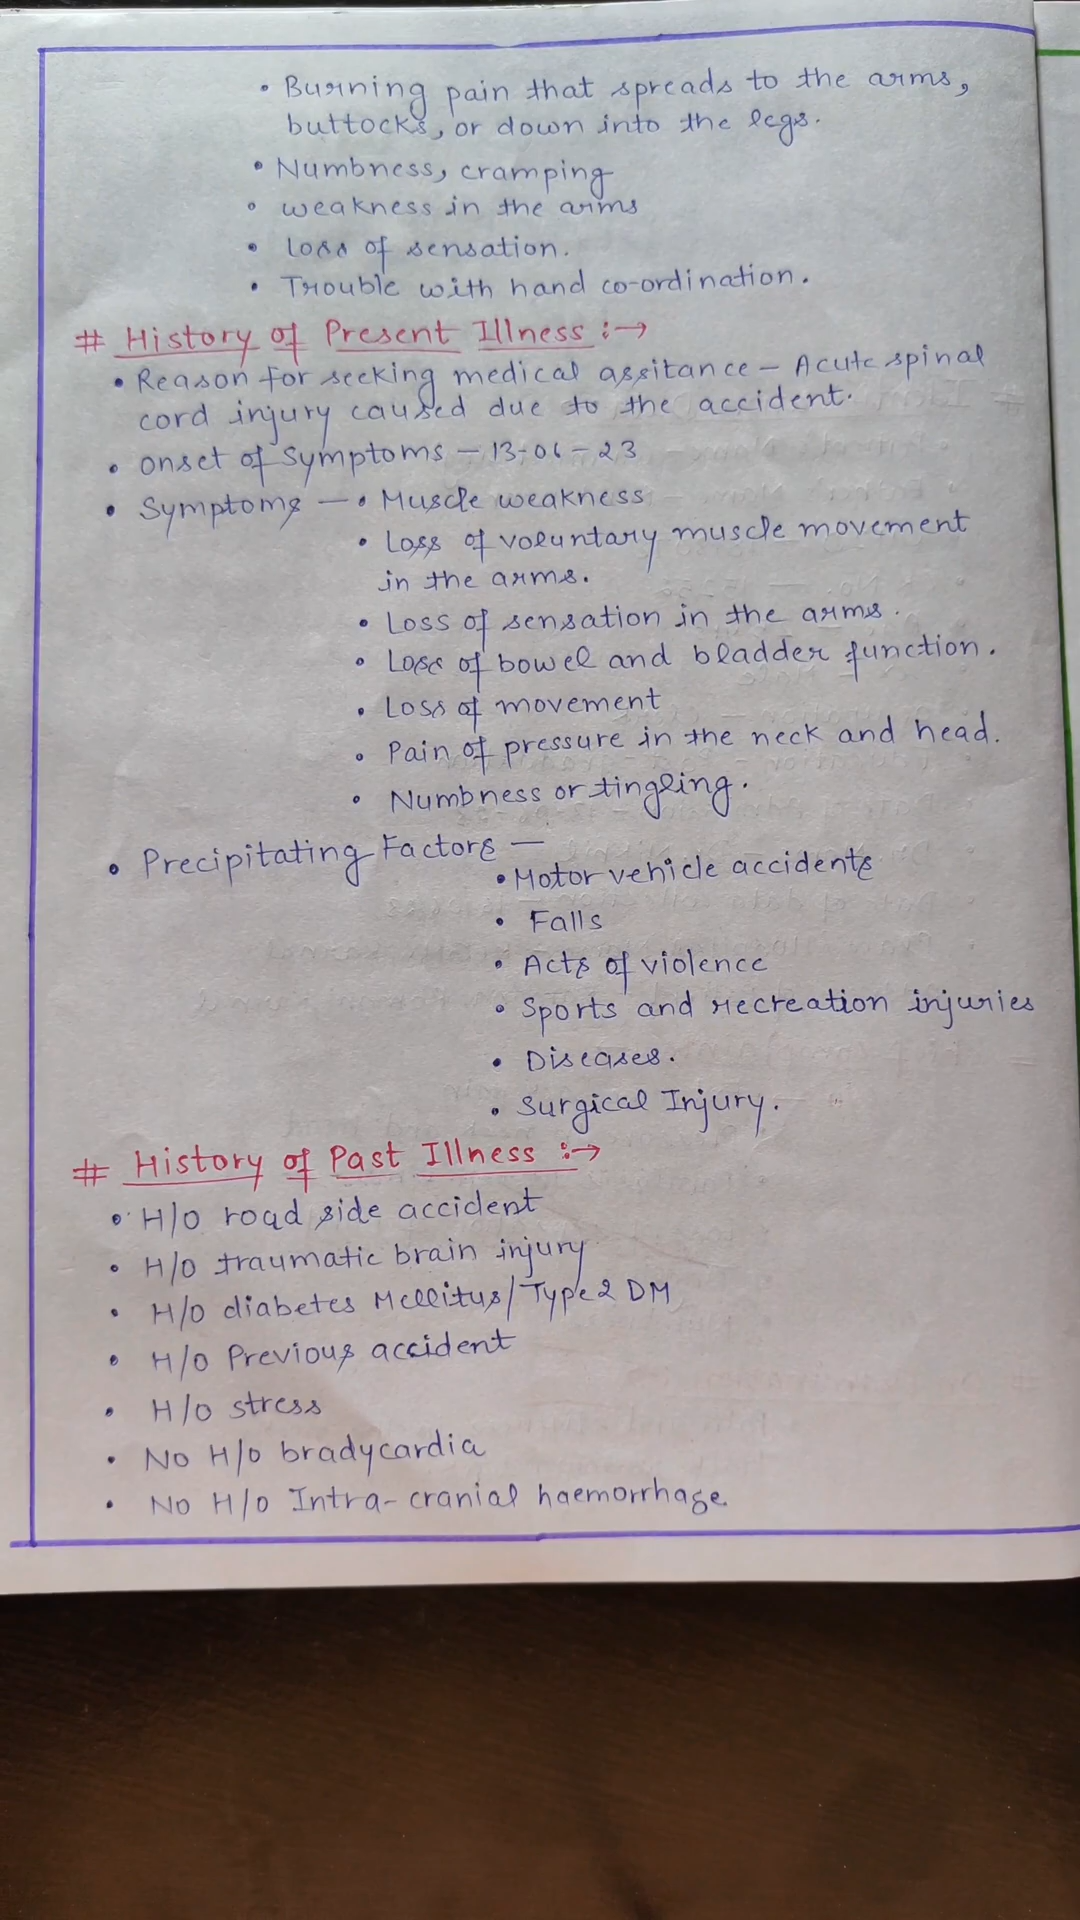 • Burning pain that spreads to the arms,
buttocks, or down into the legs.
• Numbness, cramping
• weakness in the arms
• Loss of sensation.
• Trouble with hand co-ordination.
# History of Present Illness :→
• Reason for seeking medical assitance – Acute spinal
cord injury caused due to the accident.
• onset of symptoms – 13-06-23
• Symptoms – • Muscle weakness
• Loss of voluntary muscle movement
in the arms.
• Loss of sensation in the arms.
• Loss of bowel and bladder function.
• Loss of movement
• Pain of pressure in the neck and head.
• Numbness or tingling.
• Precipitating Factors –
• Motor vehicle accidents
• Falls
• Acts of violence
• Sports and recreation injuries
• Diseases.
• Surgical Injury.
# History of Past Illness :→
• H/O road side accident
• H/O traumatic brain injury
• H/O diabetes Mellitus/Type 2 DM
• H/O Previous accident
• H/O stress
• No H/O bradycardia
• No H/O Intra-cranial haemorrhage.